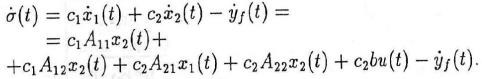 σ̇(t) = c₁ẋ₁(t) + c₂ẋ₂(t) − ẏ_f(t) =
= c₁A₁₁x₂(t)+
+c₁A₁₂x₂(t) + c₂A₂₁x₁(t) + c₂A₂₂x₂(t) + c₂bu(t) − ẏ_f(t).